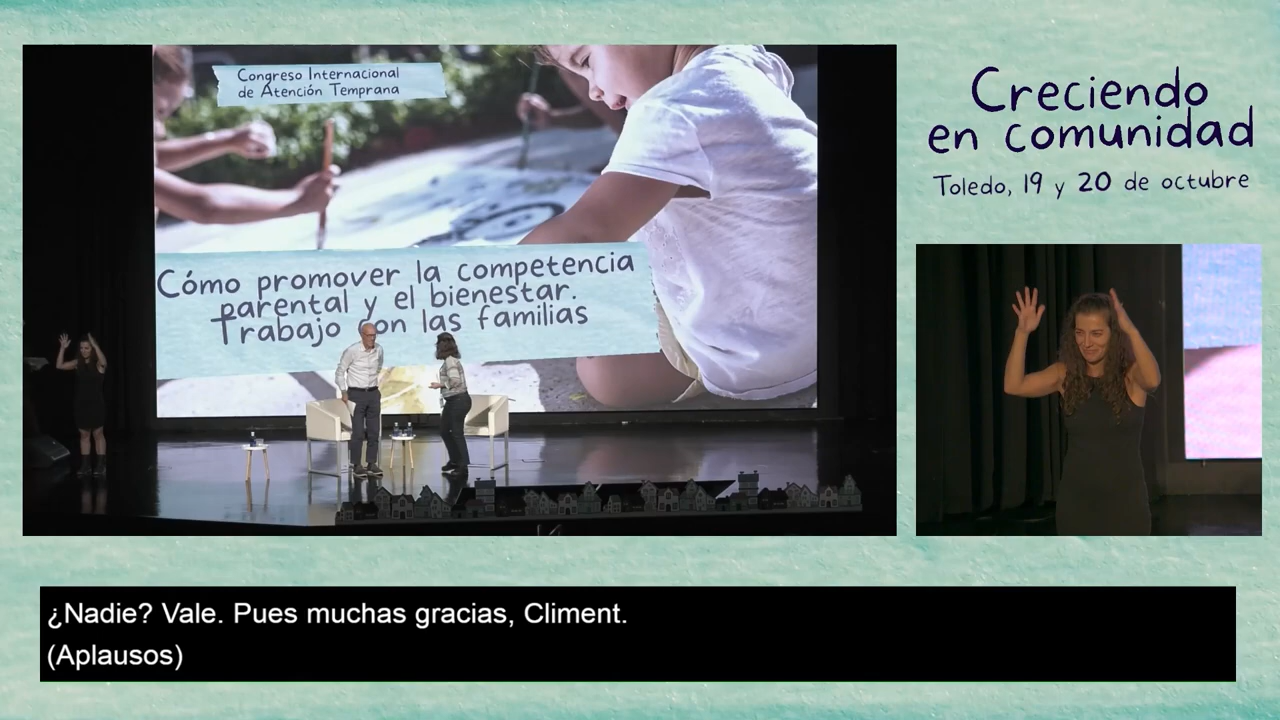 Congreso Internacional
de Atención Temprana
Cómo promover la competencia
parental y el bienestar.
Trabajo con las familias
Creciendo
en comunidad
Toledo, 19 y 20 de octubre
¿Nadie? Vale. Pues muchas gracias, Climent.
(Aplausos)